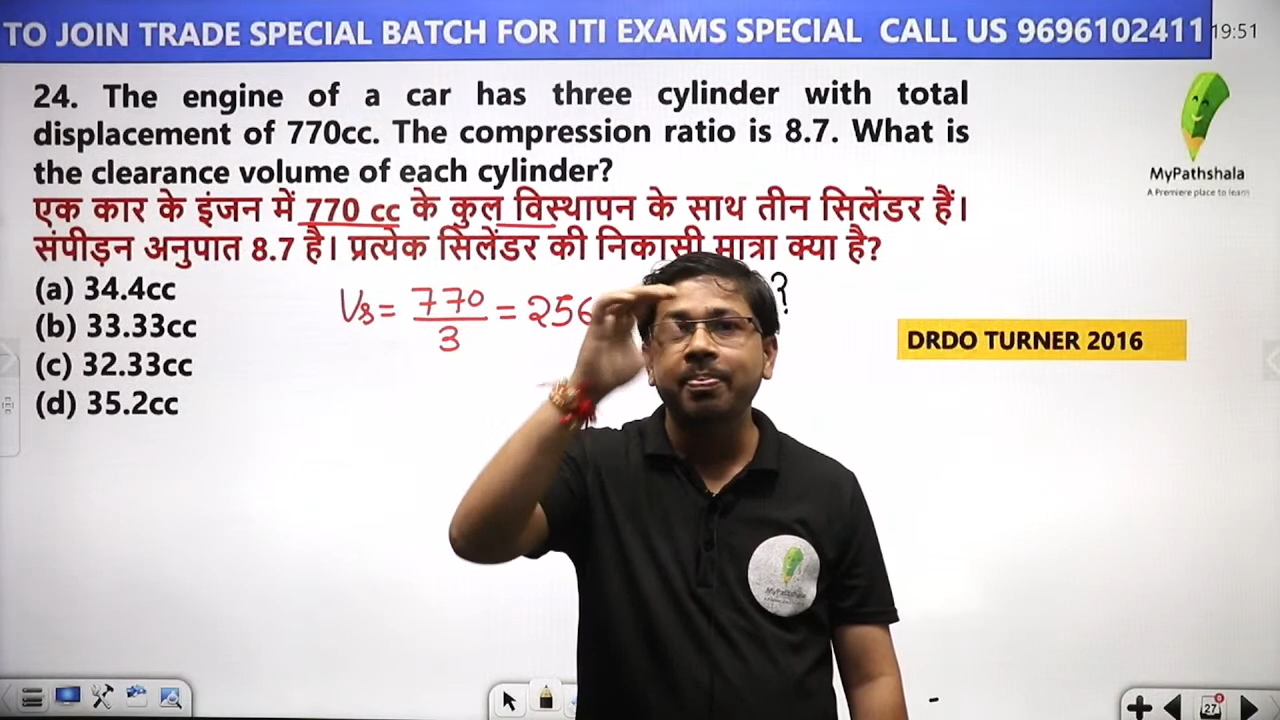 TO JOIN TRADE SPECIAL BATCH FOR ITI EXAMS SPECIAL CALL US 9696102411
19:51
24. The engine of a car has three cylinder with total
displacement of 770cc. The compression ratio is 8.7. What is
the clearance volume of each cylinder?
एक कार के इंजन में 770 cc के कुल विस्थापन के साथ तीन सिलेंडर हैं।
संपीड़न अनुपात 8.7 है। प्रत्येक सिलेंडर की निकासी मात्रा क्या है?
(a) 34.4cc
(b) 33.33cc
(c) 32.33cc
(d) 35.2cc
Vs = 770/3 = 256
?
DRDO TURNER 2016
MyPathshala
A Premiere place to learn
MyPathshala
27